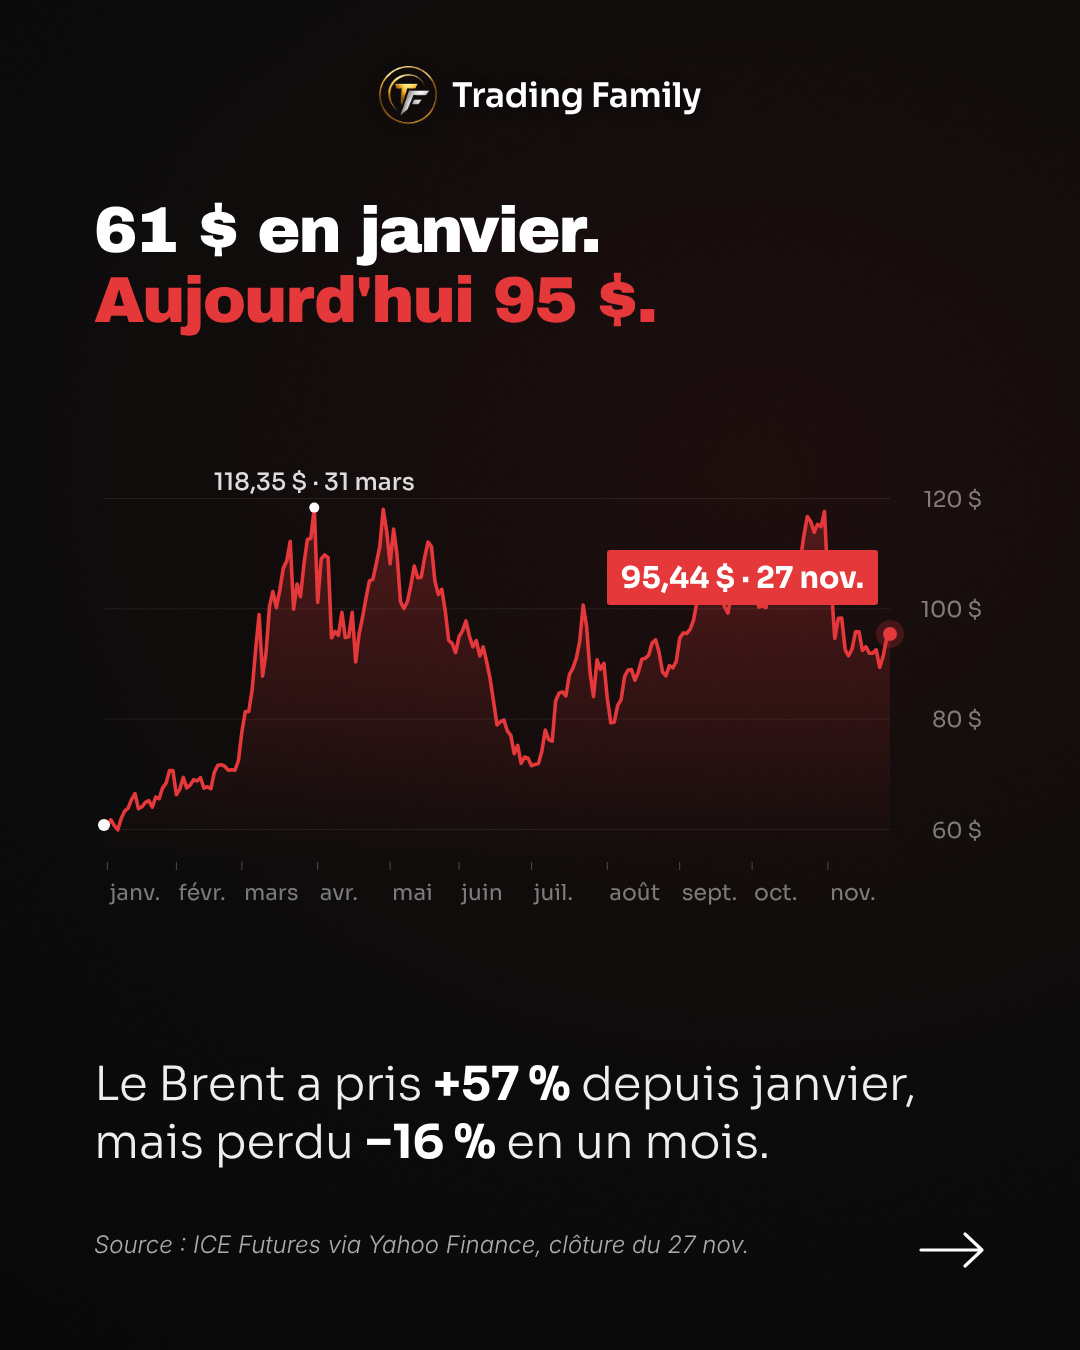 TF Trading Family
61 $ en janvier.
Aujourd'hui 95 $.
118,35 $ · 31 mars
120 $
95,44 $ · 27 nov.
100 $
80 $
60 $
janv. févr. mars avr. mai juin juil. août sept. oct. nov.
Le Brent a pris +57 % depuis janvier,
mais perdu −16 % en un mois.
Source : ICE Futures via Yahoo Finance, clôture du 27 nov.